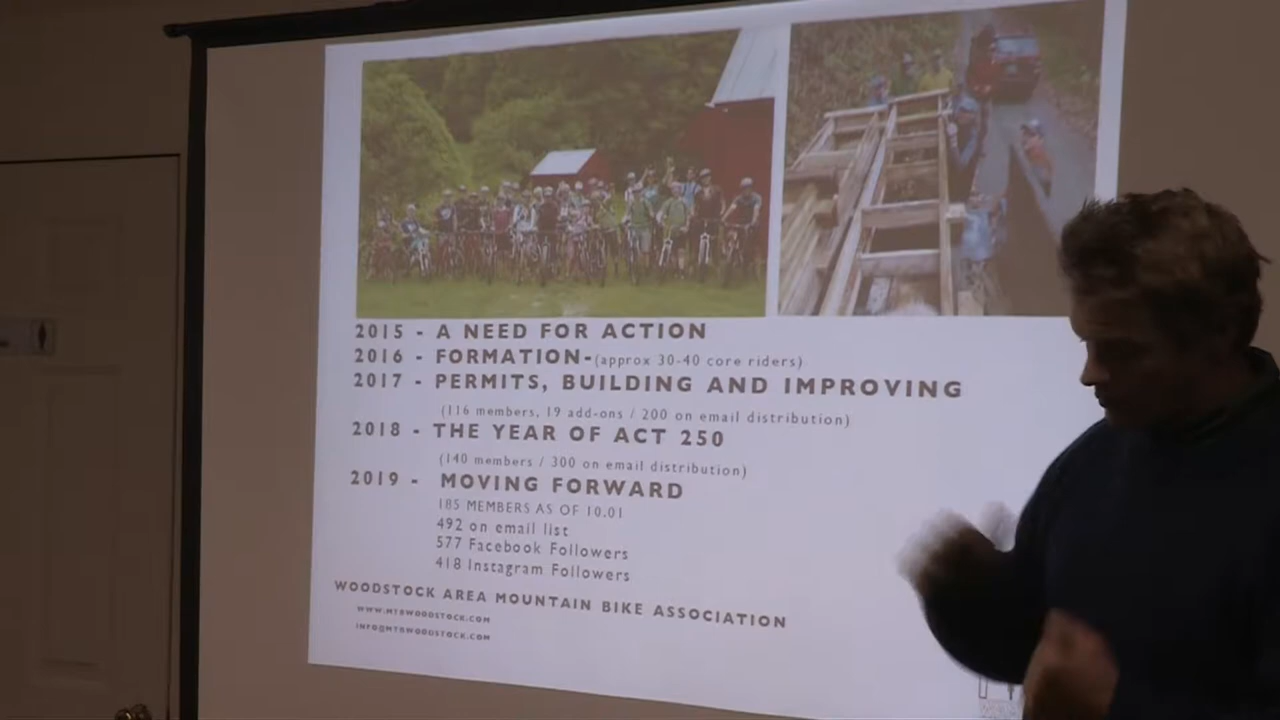 2015 - A NEED FOR ACTION
2016 - FORMATION-(approx 30-40 core riders)
2017 - PERMITS, BUILDING AND IMPROVING
(116 members, 19 add-ons / 200 on email distribution)
2018 - THE YEAR OF ACT 250
(140 members / 300 on email distribution)
2019 - MOVING FORWARD
185 MEMBERS AS OF 10.01
492 on email list
577 Facebook Followers
418 Instagram Followers
WOODSTOCK AREA MOUNTAIN BIKE ASSOCIATION
WWW.MTBWOODSTOCK.COM
INFO@MTBWOODSTOCK.COM